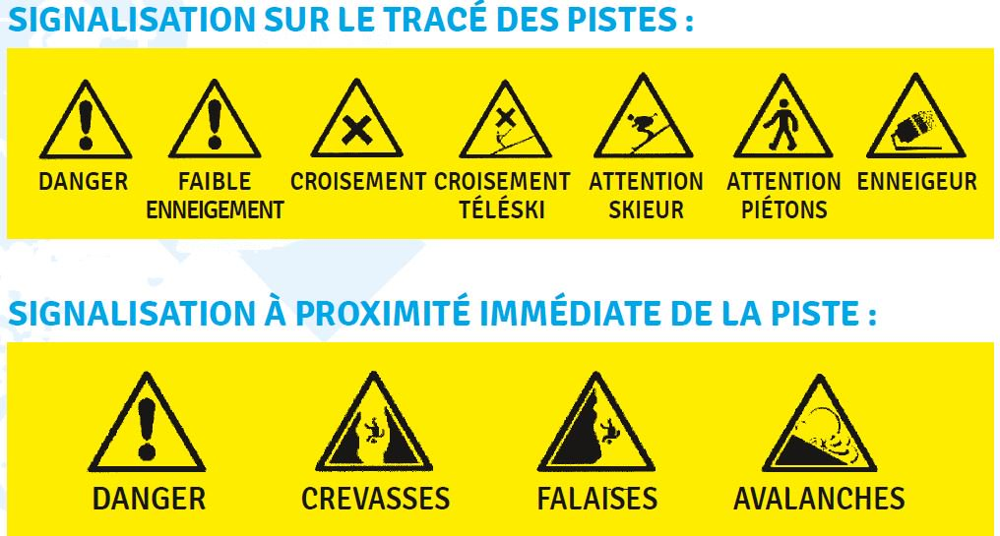 SIGNALISATION SUR LE TRACÉ DES PISTES :
DANGER FAIBLE CROISEMENT CROISEMENT ATTENTION ATTENTION ENNEIGEUR
ENNEIGEMENT TÉLÉSKI SKIEUR PIÉTONS
SIGNALISATION À PROXIMITÉ IMMÉDIATE DE LA PISTE :
DANGER CREVASSES FALAISES AVALANCHES